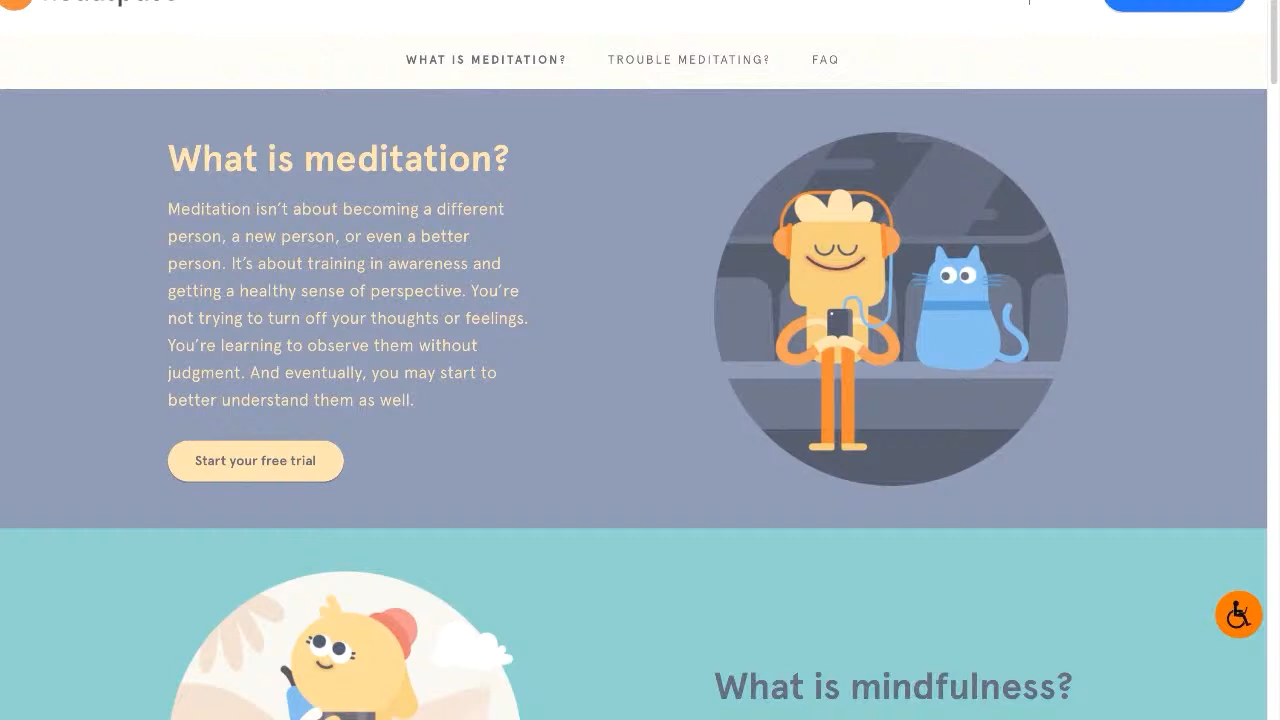 WHAT IS MEDITATION? TROUBLE MEDITATING? FAQ
What is meditation?
Meditation isn't about becoming a different
person, a new person, or even a better
person. It's about training in awareness and
getting a healthy sense of perspective. You're
not trying to turn off your thoughts or feelings.
You're learning to observe them without
judgment. And eventually, you may start to
better understand them as well.
Start your free trial
What is mindfulness?